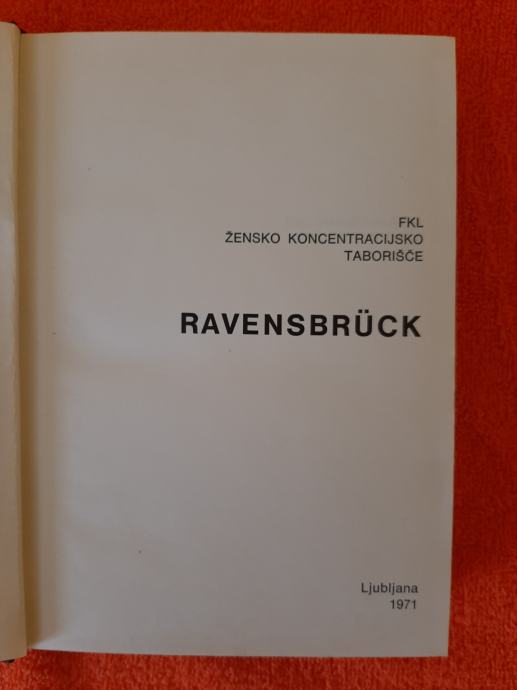 FKL
ŽENSKO KONCENTRACIJSKO
TABORIŠČE
RAVENSBRÜCK
Ljubljana
1971